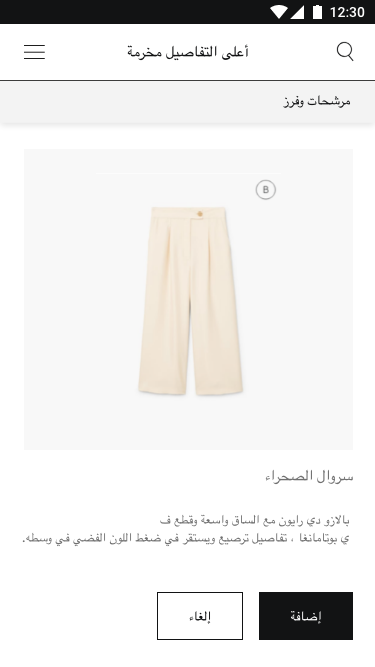 12:30
أعلى التفاصيل مخرمة
مرشحات وفرز
B
سروال الصحراء
بالازو دي رايون مع الساق واسعة وقطع ف
ي بوتامانغا ، تفاصيل ترصيع ويستقر في ضغط اللون الفضي في وسطه.
إضافة
إلغاء